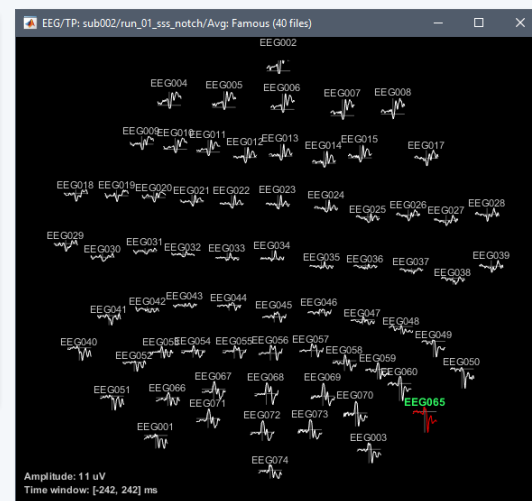 EEG/TP: sub002/run_01_sss_notch/Avg: Famous (40 files)
EEG002
EEG004 EEG005 EEG006 EEG007 EEG008
EEG009 EEG010 EEG011 EEG012 EEG013 EEG014 EEG015 EEG017
EEG018 EEG019 EEG020 EEG021 EEG022 EEG023 EEG024 EEG025 EEG026 EEG027 EEG028
EEG029 EEG030 EEG031 EEG032 EEG033 EEG034 EEG035 EEG036 EEG037 EEG038 EEG039
EEG041 EEG042 EEG043 EEG044 EEG045 EEG046 EEG047 EEG048 EEG049
EEG040 EEG052 EEG053 EEG054 EEG055 EEG056 EEG057 EEG058 EEG059 EEG060 EEG050
EEG051 EEG066 EEG067 EEG068 EEG069 EEG070 EEG065
EEG001 EEG071 EEG072 EEG073 EEG003
EEG074
Amplitude: 11 uV
Time window: [-242, 242] ms